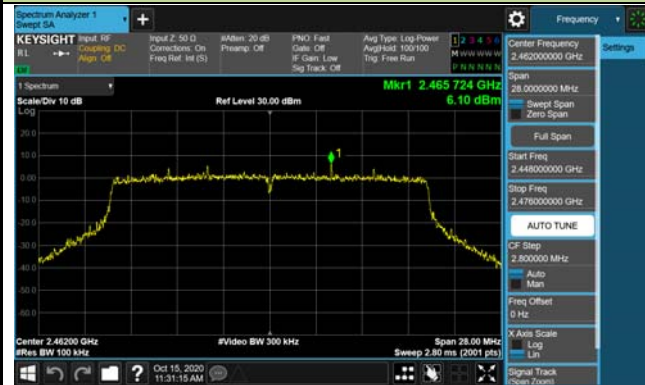 Spectrum Analyzer 1
Swept SA
Frequency
KEYSIGHT
Input: RF
Coupling: DC
Align: Off
Input Z: 50 Ω
Corrections: On
Freq Ref: Int (S)
#Atten: 20 dB
Preamp: Off
PNO: Fast
Gate: Off
IF Gain: Low
Sig Track: Off
Avg Type: Log-Power
Avg|Hold: 100/100
Trig: Free Run
1 2 3 4 5 6
M W W W W W
P N N N N N
RL
LXI
1 Spectrum
Scale/Div 10 dB
Log
Ref Level 30.00 dBm
Mkr1 2.465 724 GHz
6.10 dBm
20.0
10.0
0.00
-10.0
-20.0
-30.0
-40.0
-50.0
-60.0
1
Center 2.46200 GHz
#Res BW 100 kHz
#Video BW 300 kHz
Span 28.00 MHz
Sweep 2.80 ms (2001 pts)
Oct 15, 2020
11:31:15 AM
Settings
Center Frequency
2.462000000 GHz
Span
28.0000000 MHz
Swept Span
Zero Span
Full Span
Start Freq
2.448000000 GHz
Stop Freq
2.476000000 GHz
AUTO TUNE
CF Step
2.800000 MHz
Auto
Man
Freq Offset
0 Hz
X Axis Scale
Log
Lin
Signal Track
(Span Zoom)